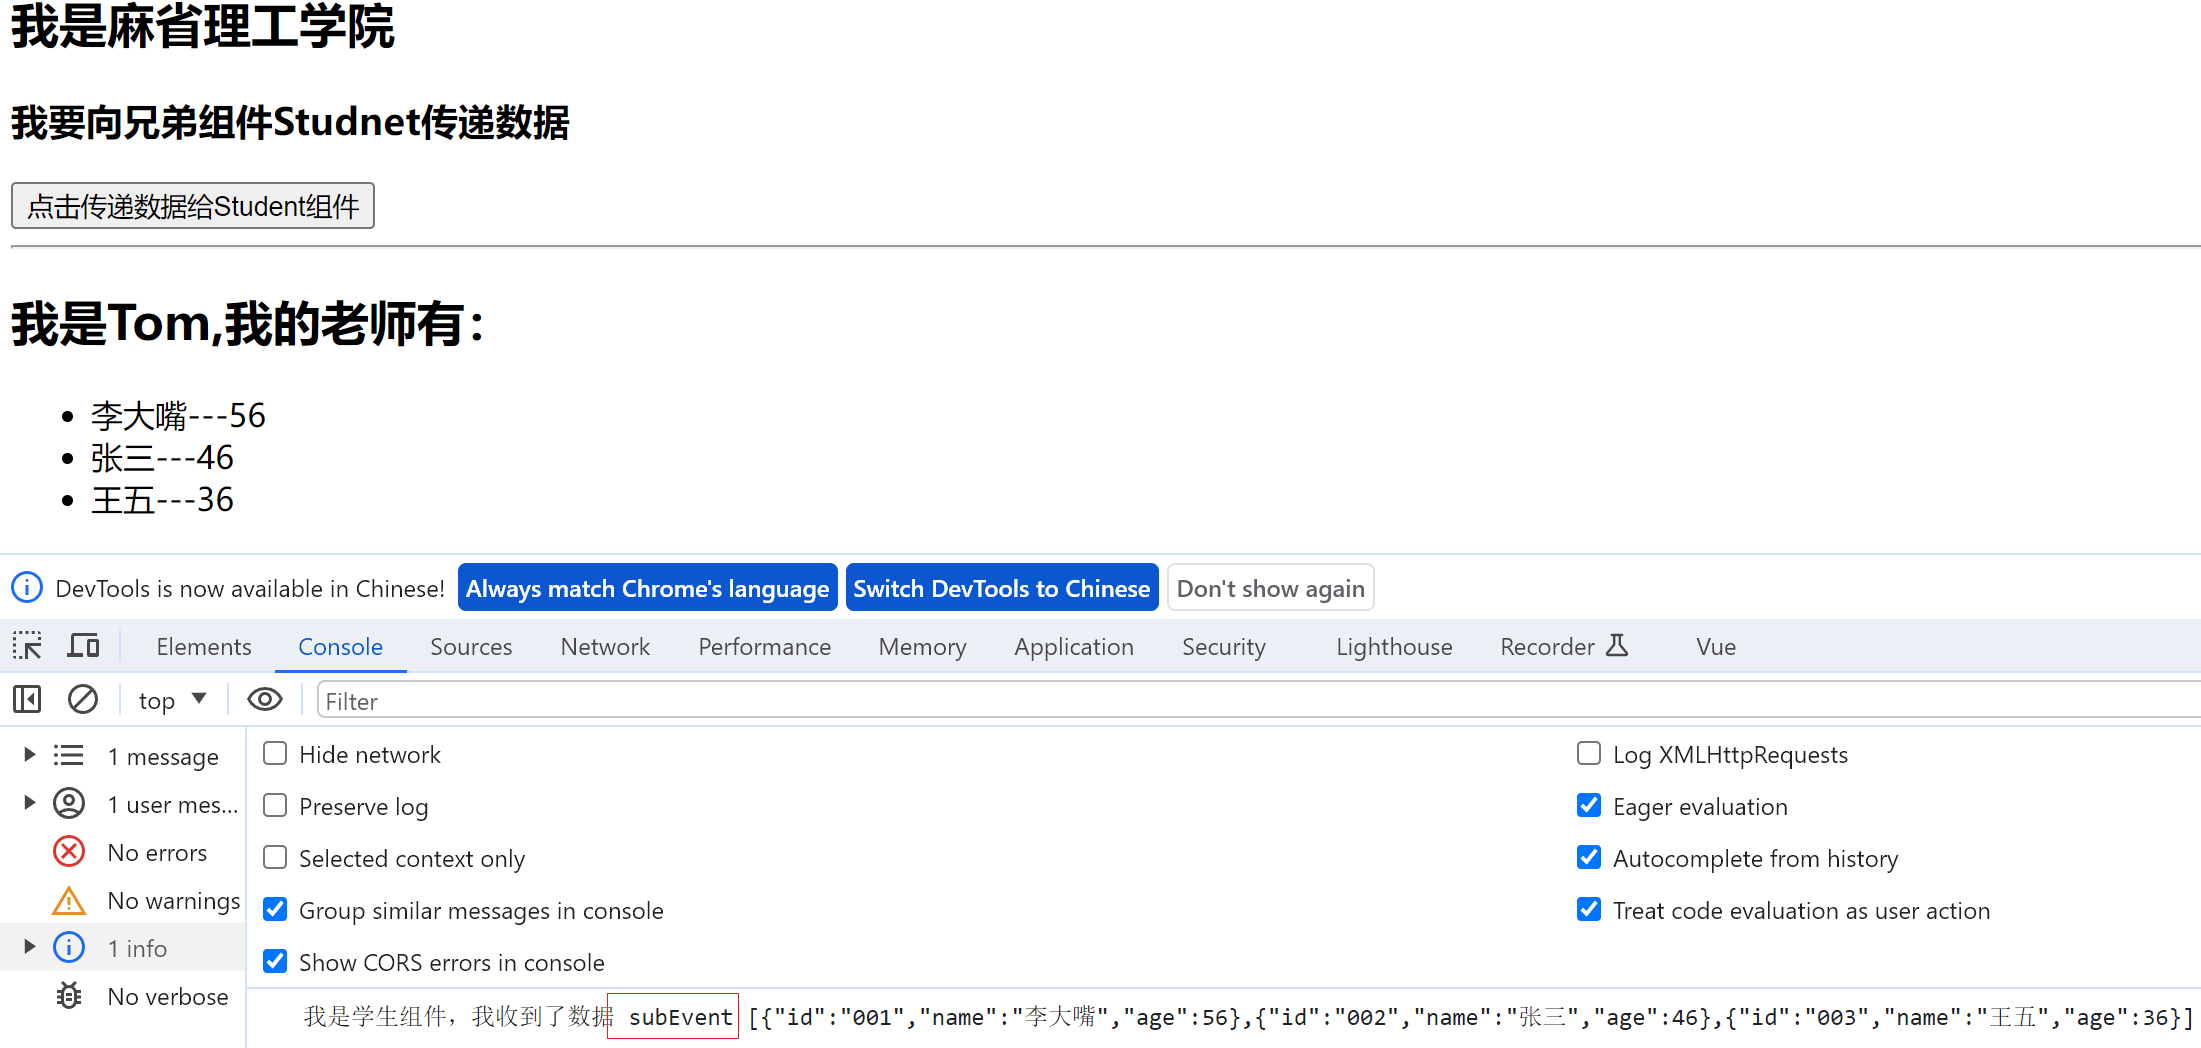 我是麻省理工学院
我要向兄弟组件Studnet传递数据
点击传递数据给Student组件
我是Tom,我的老师有：
李大嘴---56
张三---46
王五---36
DevTools is now available in Chinese! Always match Chrome's language Switch DevTools to Chinese Don't show again
Elements Console Sources Network Performance Memory Application Security Lighthouse Recorder Vue
top Filter
1 message
1 user mes...
No errors
No warnings
1 info
No verbose
Hide network Log XMLHttpRequests
Preserve log Eager evaluation
Selected context only Autocomplete from history
Group similar messages in console Treat code evaluation as user action
Show CORS errors in console
我是学生组件，我收到了数据 subEvent [{"id":"001","name":"李大嘴","age":56},{"id":"002","name":"张三","age":46},{"id":"003","name":"王五","age":36}]